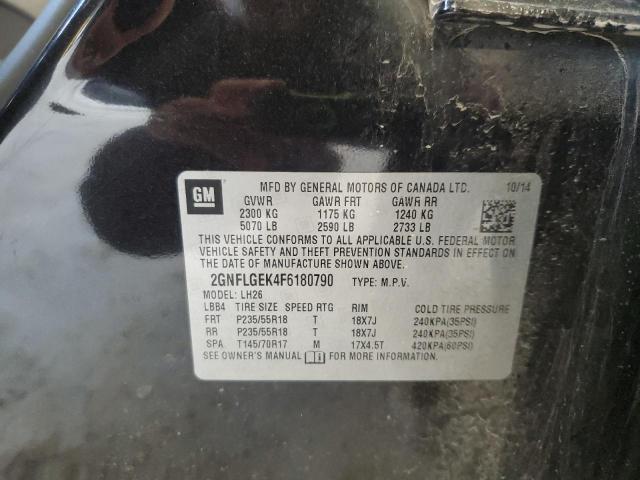 GM
MFD BY GENERAL MOTORS OF CANADA LTD. 10/14
GVWR GAWR FRT GAWR RR
2300 KG 1175 KG 1240 KG
5070 LB 2590 LB 2733 LB
THIS VEHICLE CONFORMS TO ALL APPLICABLE U.S. FEDERAL MOTOR
VEHICLE SAFETY AND THEFT PREVENTION STANDARDS IN EFFECT ON THE
DATE OF MANUFACTURE SHOWN ABOVE.
2GNFLGEK4F6180790 TYPE: M.P.V.
MODEL: LH26
LBB4 TIRE SIZE SPEED RTG RIM COLD TIRE PRESSURE
FRT P235/55R18 T 18X7J 240KPA(35PSI)
RR P235/55R18 T 18X7J 240KPA(35PSI)
SPA T145/70R17 M 17X4.5T 420KPA(60PSI)
SEE OWNER'S MANUAL FOR MORE INFORMATION.